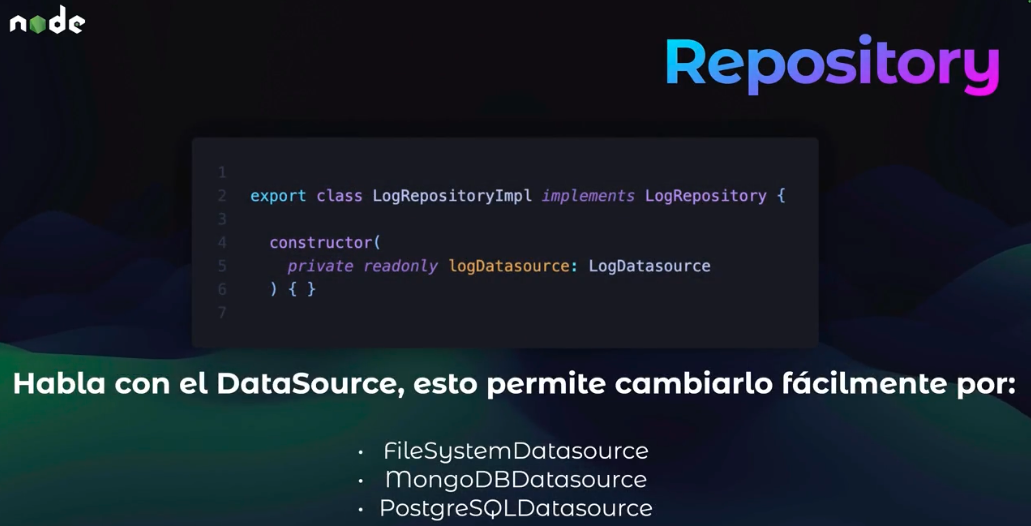 node
Repository
1
2 export class LogRepositoryImpl implements LogRepository {
3
4 constructor(
5 private readonly logDatasource: LogDatasource
6 ) { }
7
Habla con el DataSource, esto permite cambiarlo fácilmente por:
• FileSystemDatasource
• MongoDBDatasource
• PostgreSQLDatasource